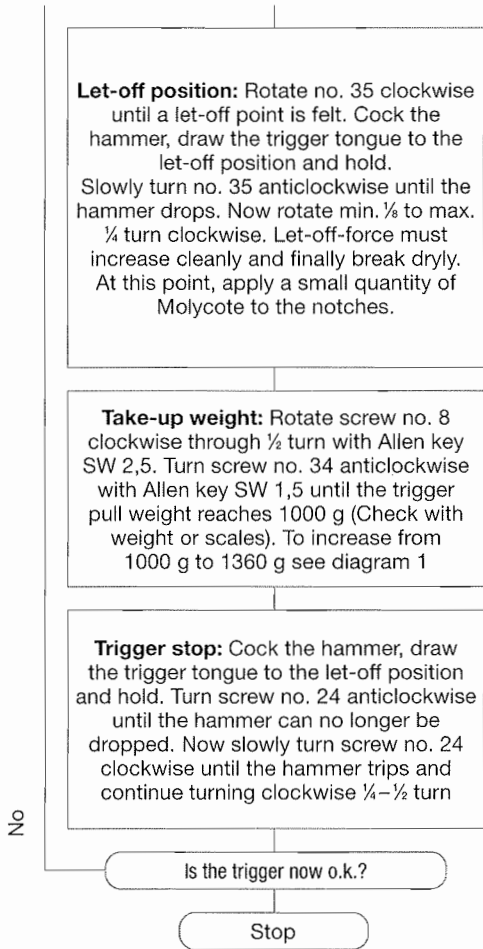 Let-off position: Rotate no. 35 clockwise
until a let-off point is felt. Cock the
hammer, draw the trigger tongue to the
let-off position and hold.
Slowly turn no. 35 anticlockwise until the
hammer drops. Now rotate min. ⅛ to max.
¼ turn clockwise. Let-off-force must
increase cleanly and finally break dryly.
At this point, apply a small quantity of
Molycote to the notches.
Take-up weight: Rotate screw no. 8
clockwise through ½ turn with Allen key
SW 2,5. Turn screw no. 34 anticlockwise
with Allen key SW 1,5 until the trigger
pull weight reaches 1000 g (Check with
weight or scales). To increase from
1000 g to 1360 g see diagram 1
Trigger stop: Cock the hammer, draw
the trigger tongue to the let-off position
and hold. Turn screw no. 24 anticlockwise
until the hammer can no longer be
dropped. Now slowly turn screw no. 24
clockwise until the hammer trips and
continue turning clockwise ¼–½ turn
No
Is the trigger now o.k.?
Stop